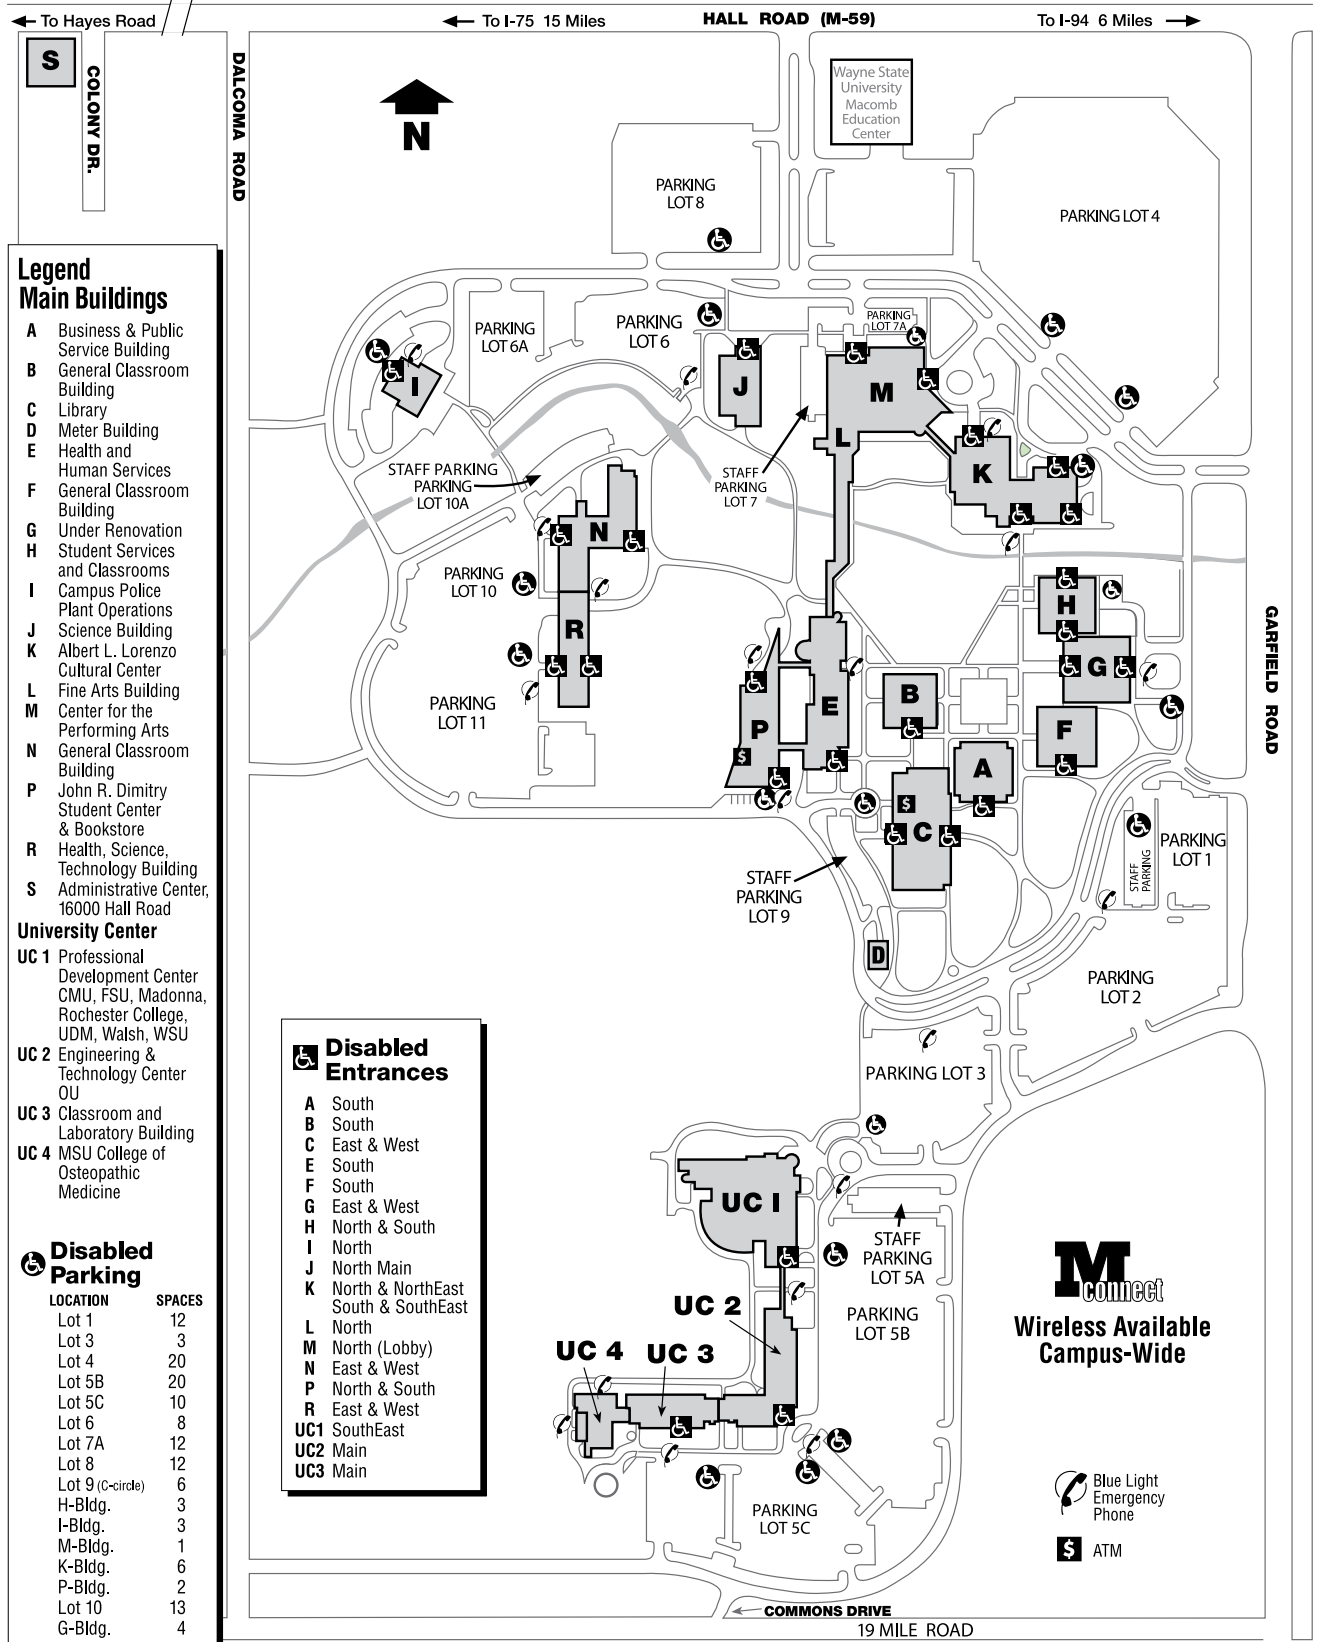 To Hayes Road
To I-75 15 Miles
HALL ROAD (M-59)
To I-94 6 Miles
S
COLONY DR.
DALCOMA ROAD
N
Wayne State
University
Macomb
Education
Center
PARKING
LOT 8
PARKING LOT 4
Legend
Main Buildings
A Business & Public
Service Building
B General Classroom
Building
C Library
D Meter Building
E Health and
Human Services
F General Classroom
Building
G Under Renovation
H Student Services
and Classrooms
I Campus Police
Plant Operations
J Science Building
K Albert L. Lorenzo
Cultural Center
L Fine Arts Building
M Center for the
Performing Arts
N General Classroom
Building
P John R. Dimitry
Student Center
& Bookstore
R Health, Science,
Technology Building
S Administrative Center,
16000 Hall Road
University Center
UC 1 Professional
Development Center
CMU, FSU, Madonna,
Rochester College,
UDM, Walsh, WSU
UC 2 Engineering &
Technology Center
OU
UC 3 Classroom and
Laboratory Building
UC 4 MSU College of
Osteopathic
Medicine
Disabled
Parking
LOCATION SPACES
Lot 1 12
Lot 3 3
Lot 4 20
Lot 5B 20
Lot 5C 10
Lot 6 8
Lot 7A 12
Lot 8 12
Lot 9 (C-circle) 6
H-Bldg. 3
I-Bldg. 3
M-Bldg. 1
K-Bldg. 6
P-Bldg. 2
Lot 10 13
G-Bldg. 4
PARKING
LOT 6A
PARKING
LOT 6
PARKING
LOT 7A
I
J
M
L
K
STAFF PARKING
PARKING
LOT 10A
STAFF
PARKING
LOT 7
N
PARKING
LOT 10
R
H
G
GARFIELD ROAD
PARKING
LOT 11
P
$
E
B
F
A
$
C
STAFF
PARKING
LOT 9
STAFF
PARKING
PARKING
LOT 1
D
PARKING
LOT 2
PARKING LOT 3
Disabled
Entrances
A South
B South
C East & West
E South
F South
G East & West
H North & South
I North
J North Main
K North & NorthEast
South & SouthEast
L North
M North (Lobby)
N East & West
P North & South
R East & West
UC1 SouthEast
UC2 Main
UC3 Main
UC I
STAFF
PARKING
LOT 5A
UC 2
PARKING
LOT 5B
UC 4
UC 3
PARKING
LOT 5C
M
connect
Wireless Available
Campus-Wide
Blue Light
Emergency
Phone
$ ATM
COMMONS DRIVE
19 MILE ROAD